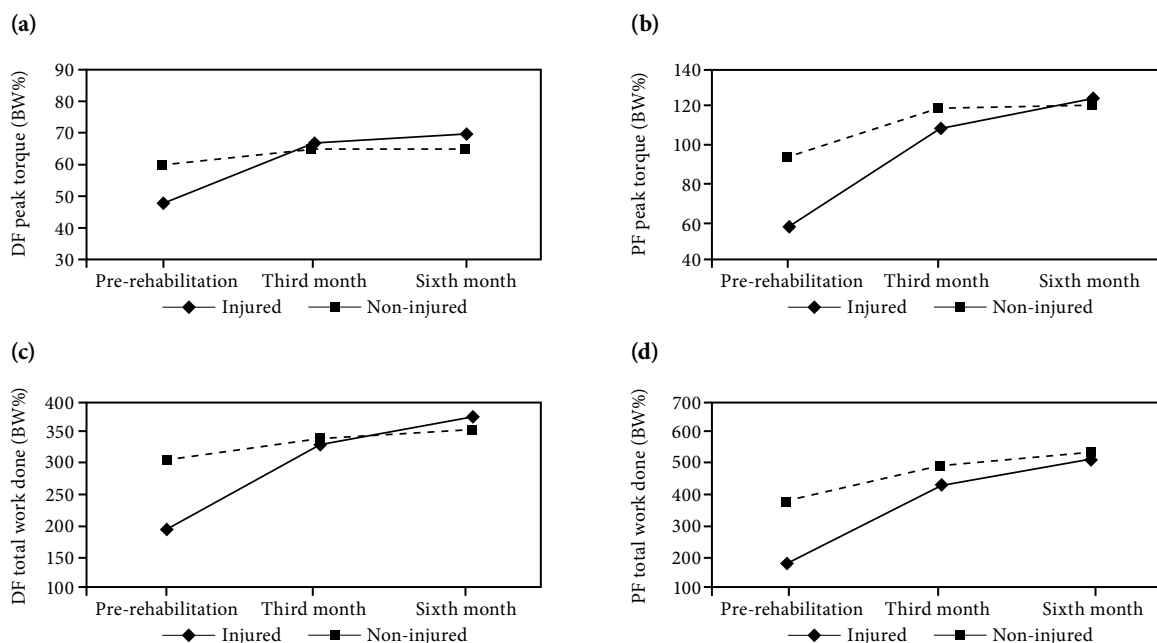 (a)
DF peak torque (BW%)
90
80
70
60
50
40
30
Pre-rehabilitation Third month Sixth month
Injured Non-injured
(b)
PF peak torque (BW%)
140
120
100
80
60
40
Pre-rehabilitation Third month Sixth month
Injured Non-injured
(c)
DF total work done (BW%)
400
350
300
250
200
150
100
Pre-rehabilitation Third month Sixth month
Injured Non-injured
(d)
PF total work done (BW%)
700
600
500
400
300
200
100
Pre-rehabilitation Third month Sixth month
Injured Non-injured